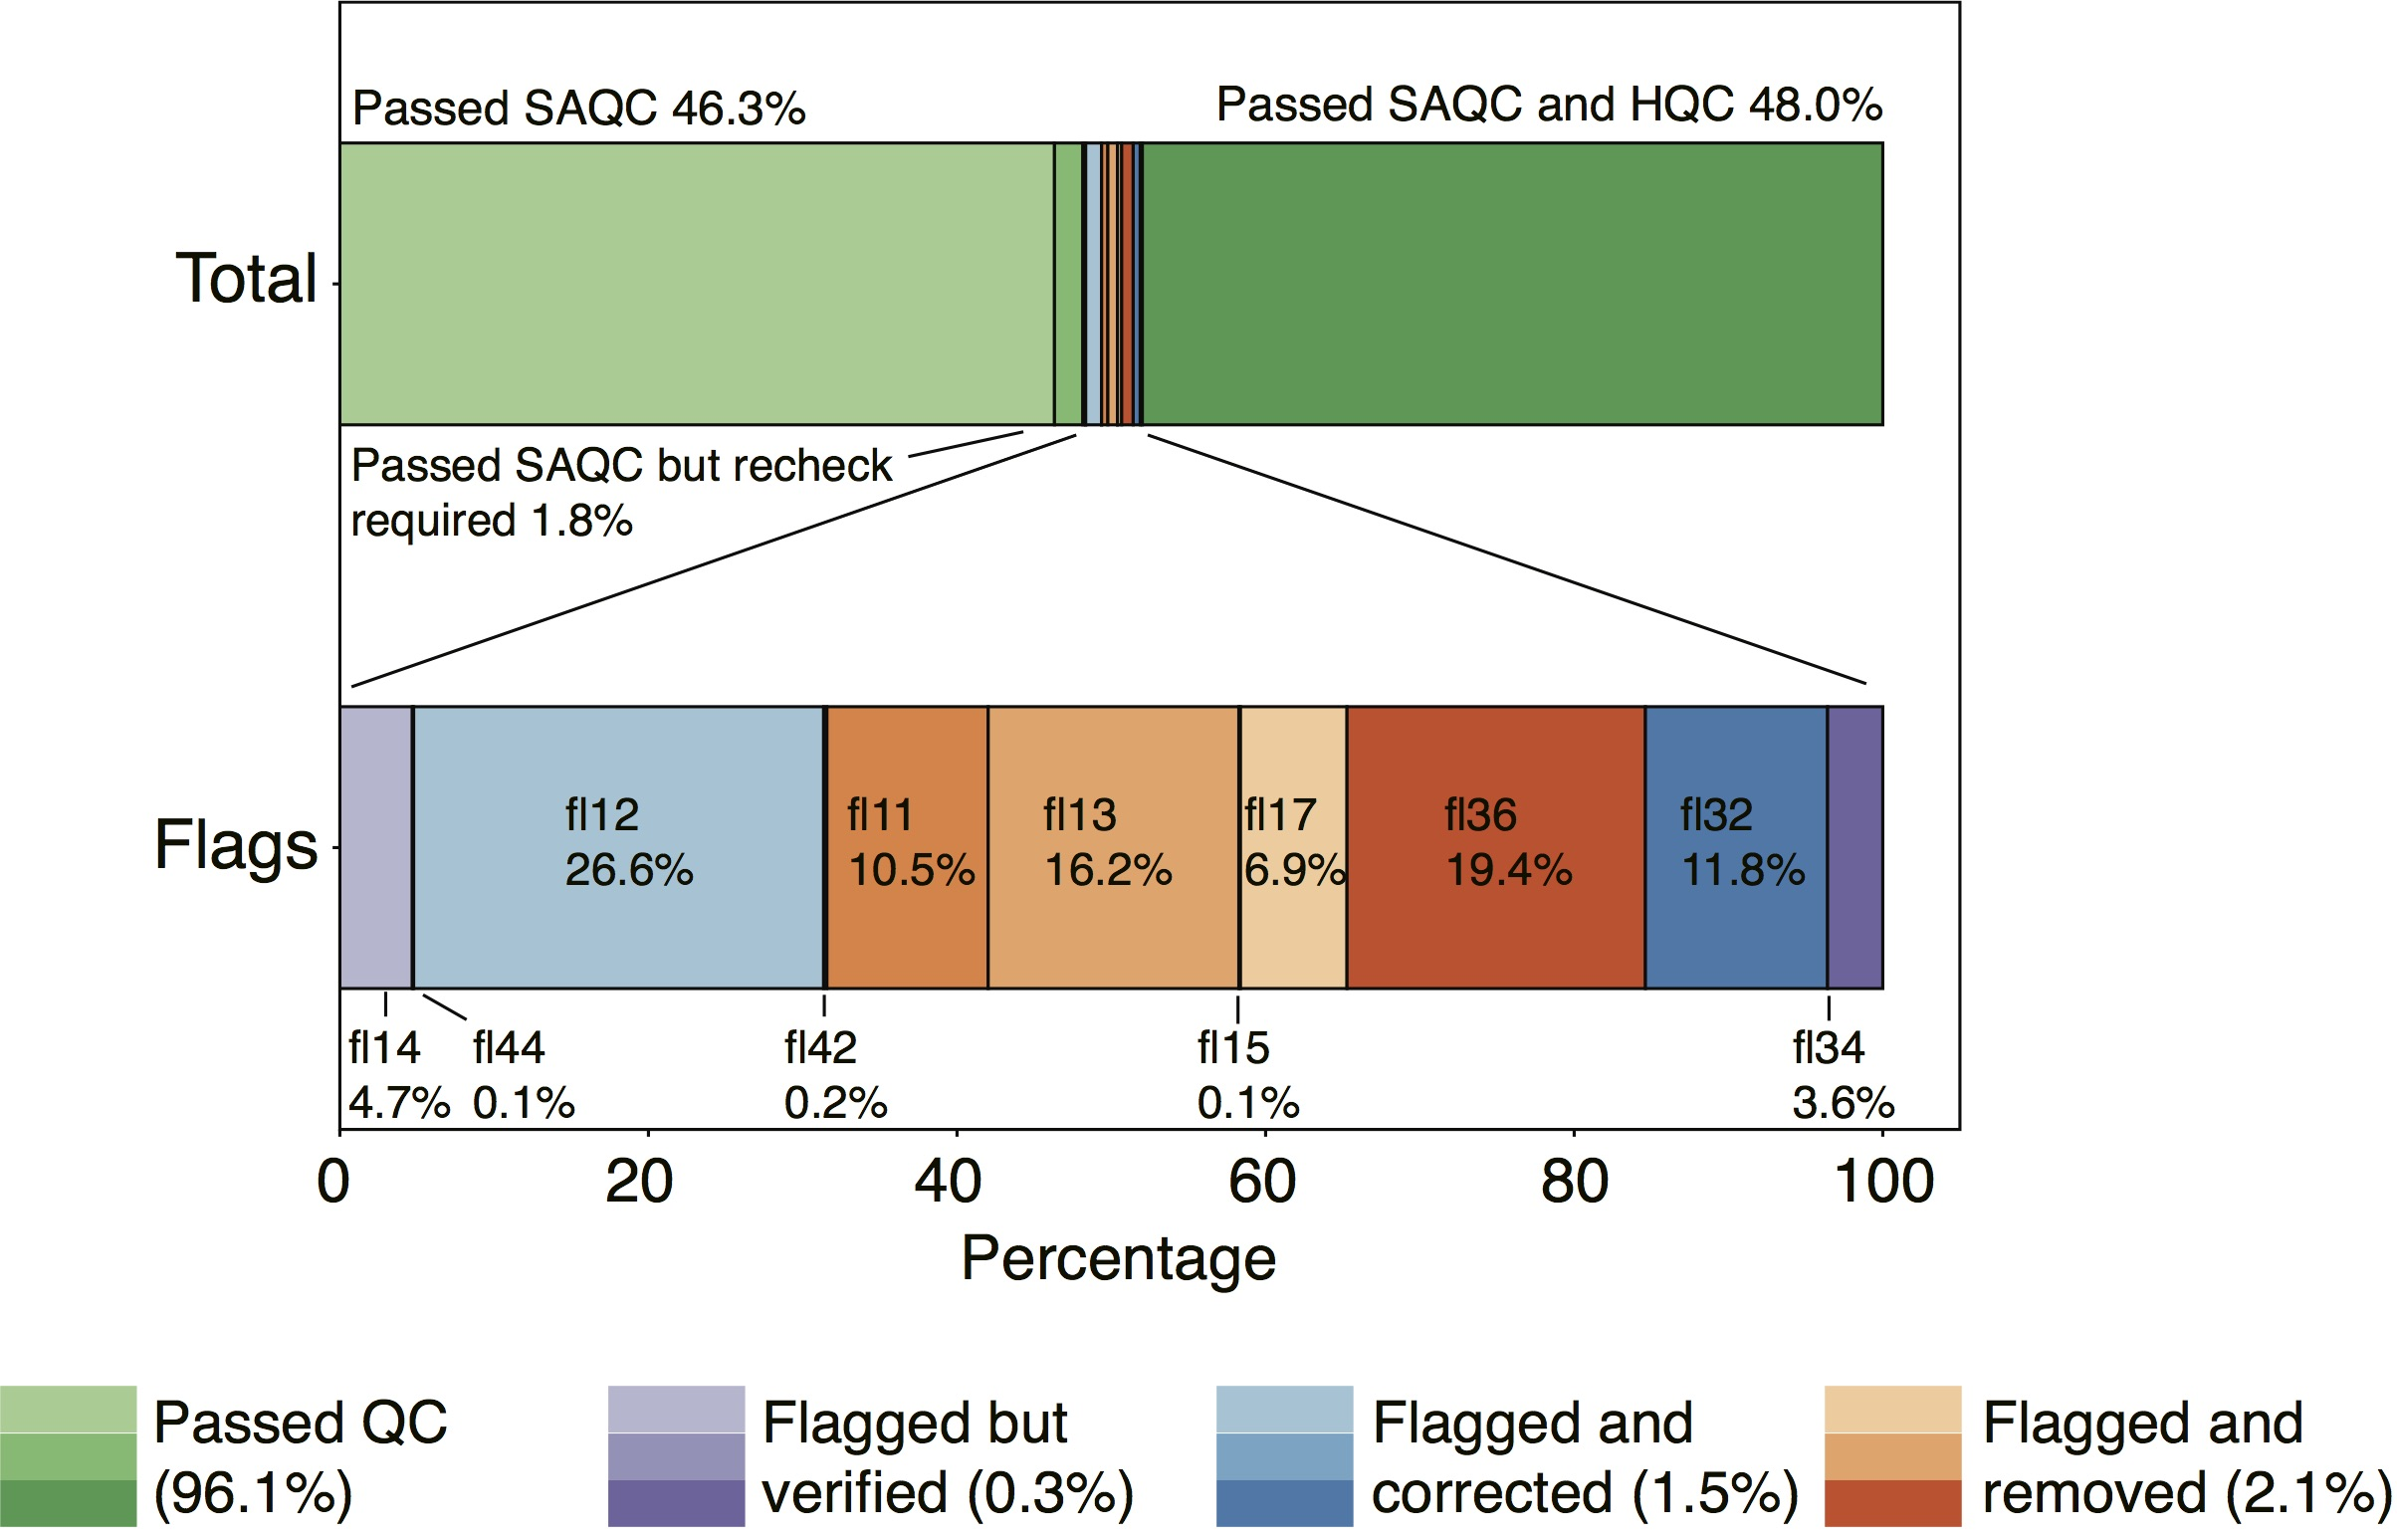 Passed SAQC 46.3%
Passed SAQC and HQC 48.0%
Total
Passed SAQC but recheck
required 1.8%
Flags
fl12
26.6%
fl11
10.5%
fl13
16.2%
fl17
6.9%
fl36
19.4%
fl32
11.8%
fl14
4.7%
fl44
0.1%
fl42
0.2%
fl15
0.1%
fl34
3.6%
0 20 40 60 80 100
Percentage
Passed QC
(96.1%)
Flagged but
verified (0.3%)
Flagged and
corrected (1.5%)
Flagged and
removed (2.1%)